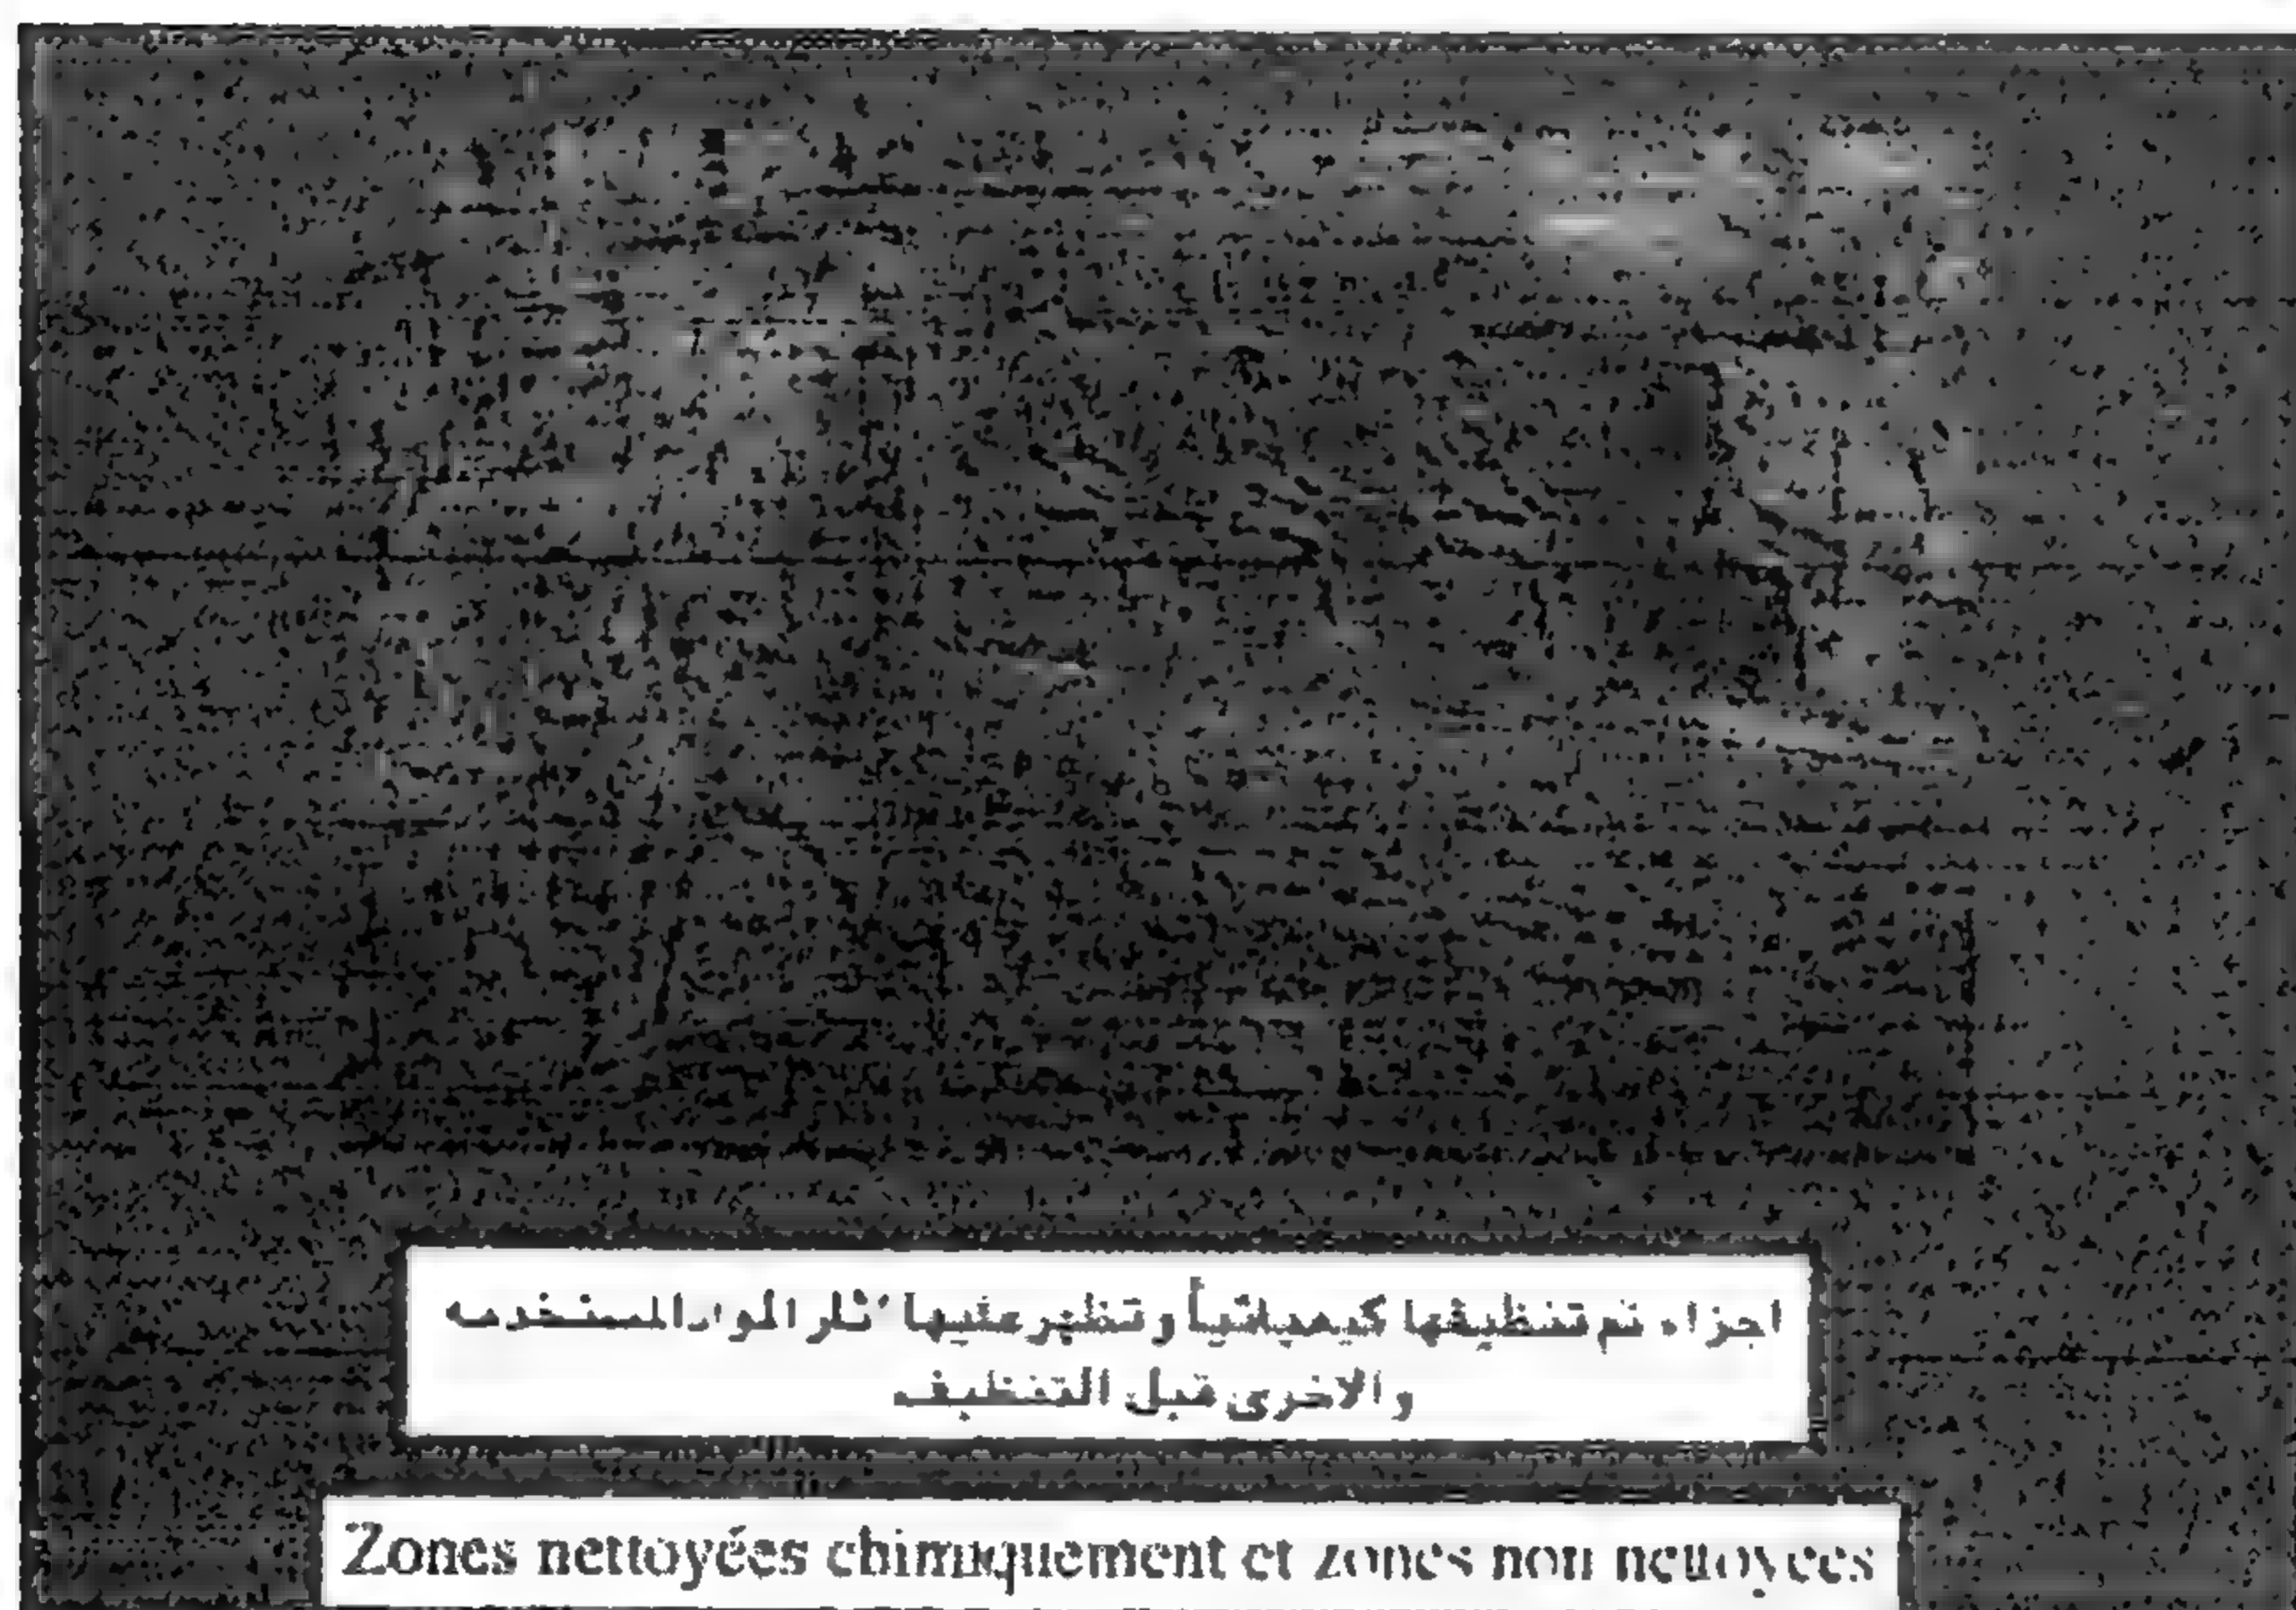 اجزاء تم تنظيفها كيميائياً وتظهر عليها اثار المواد المستخدمه
والاخرى قبل التنظيف
Zones nettoyées chimiquement et zones non nettoyées